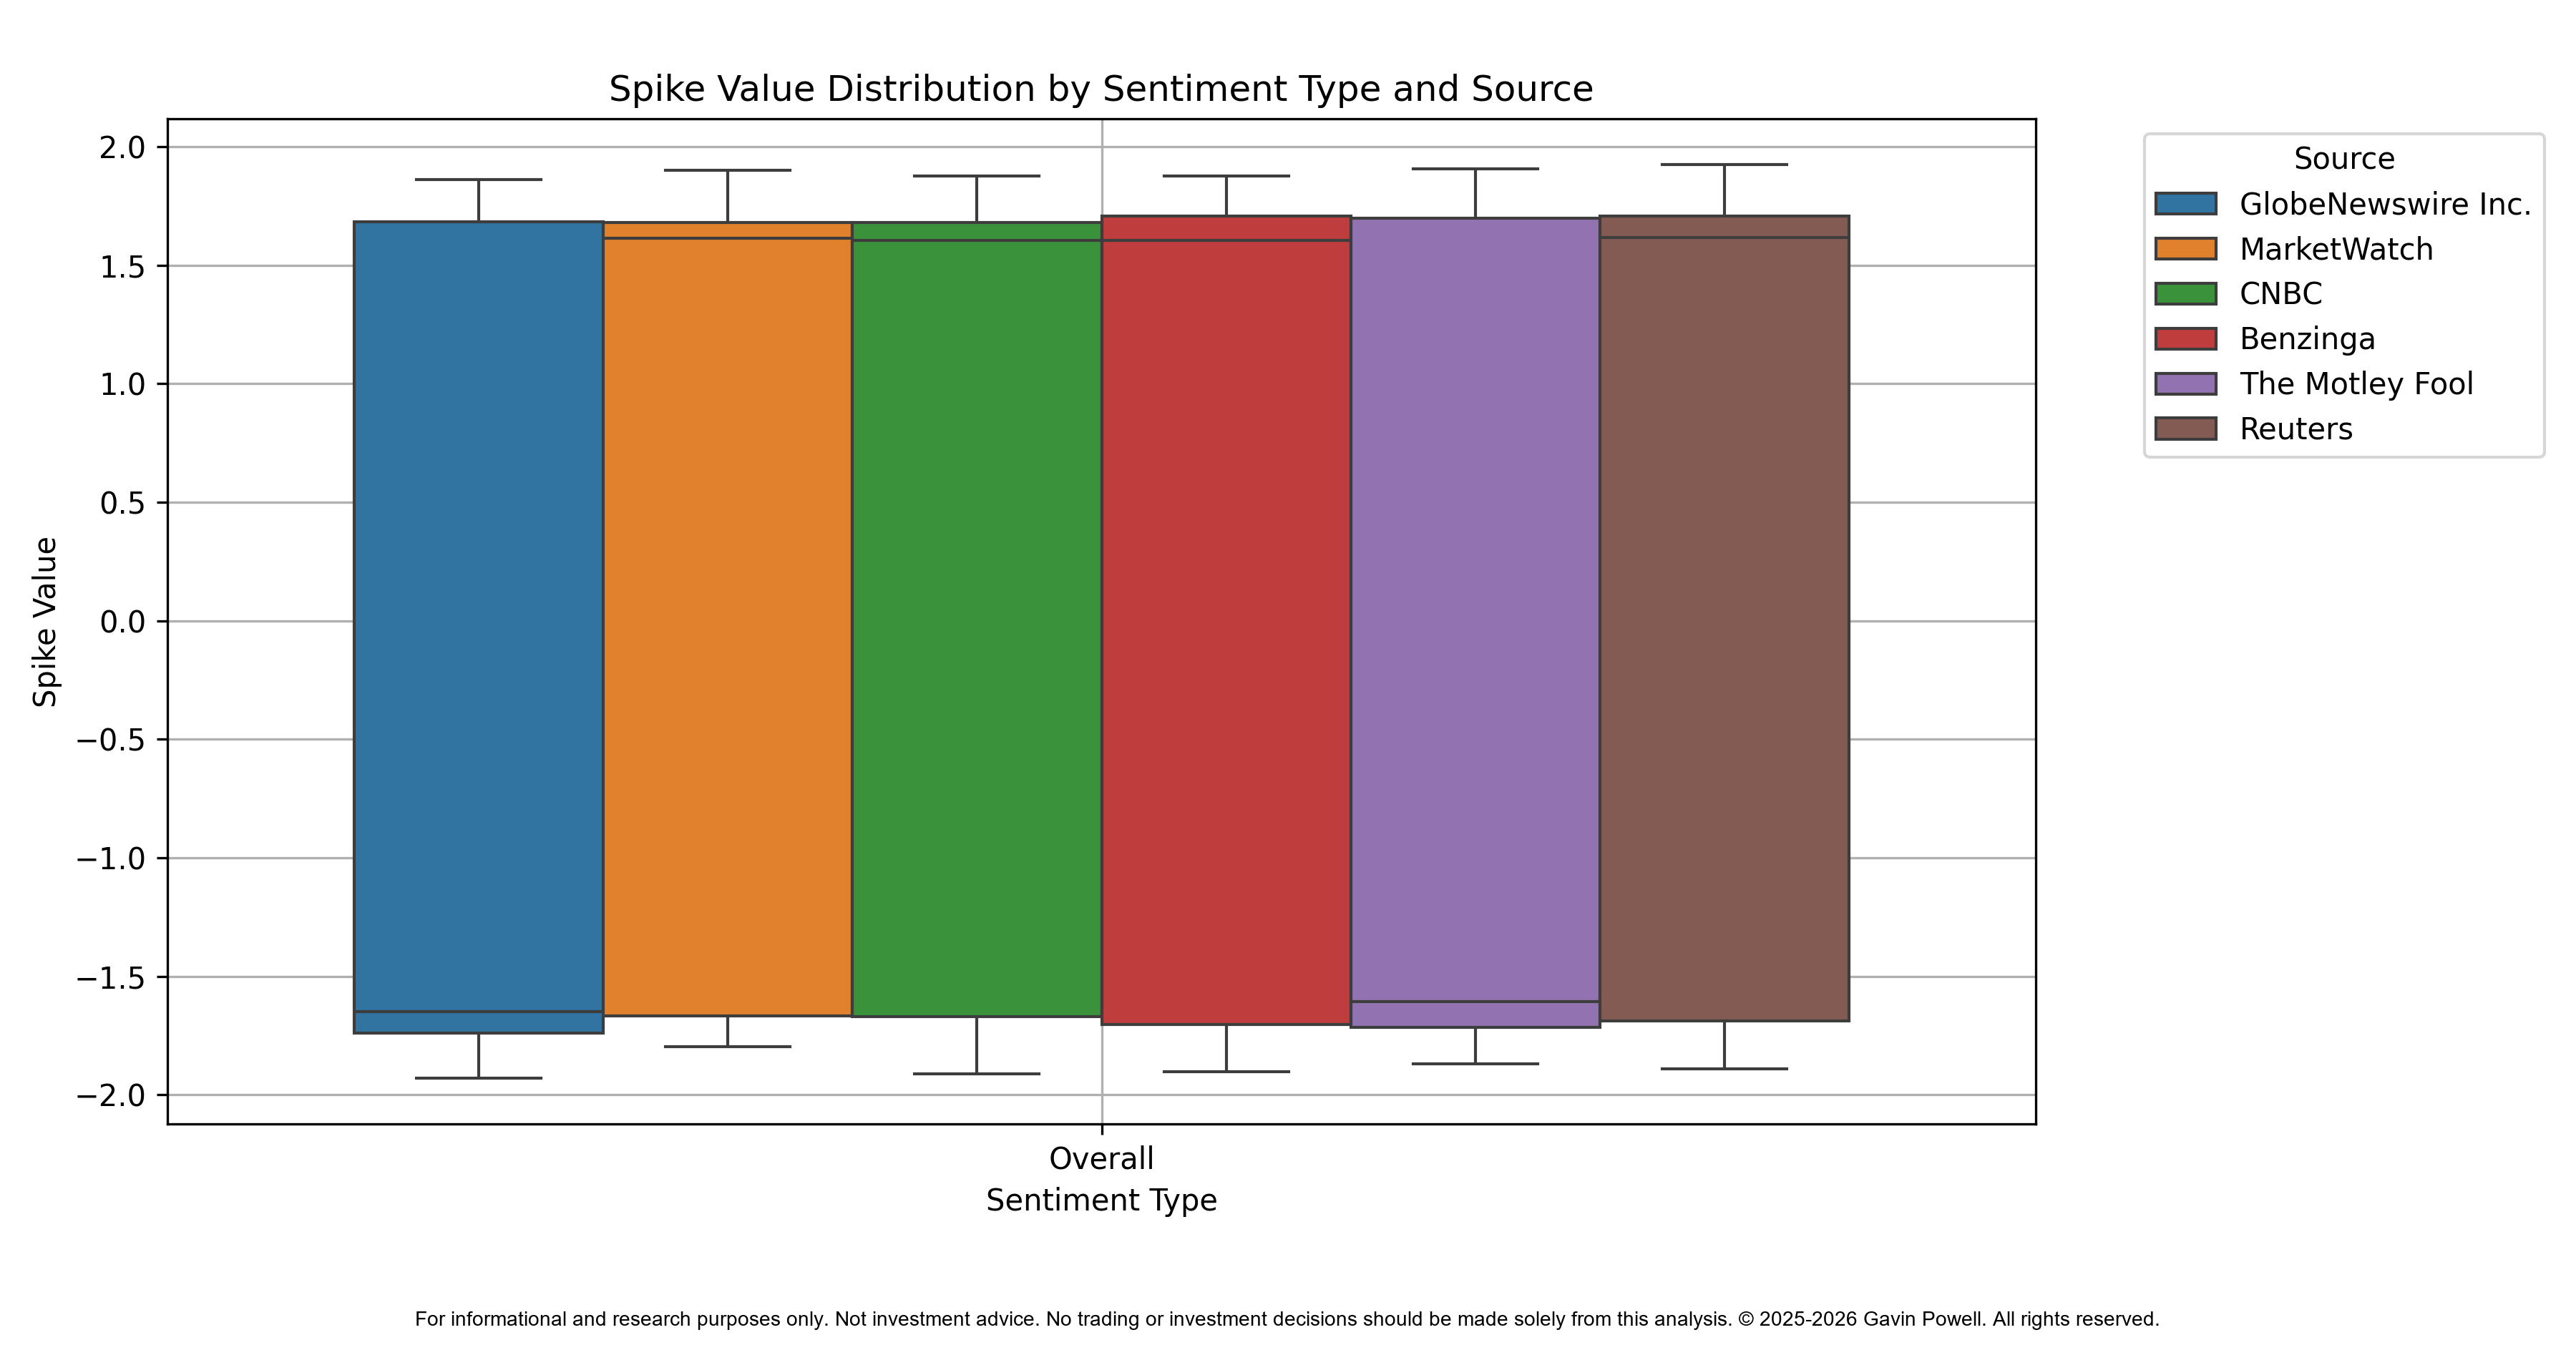 Spike Value Distribution by Sentiment Type and Source
2.0
1.5
1.0
0.5
0.0
−0.5
−1.0
−1.5
−2.0
Spike Value
Overall
Sentiment Type
Source
GlobeNewswire Inc.
MarketWatch
CNBC
Benzinga
The Motley Fool
Reuters
For informational and research purposes only. Not investment advice. No trading or investment decisions should be made solely from this analysis. © 2025-2026 Gavin Powell. All rights reserved.